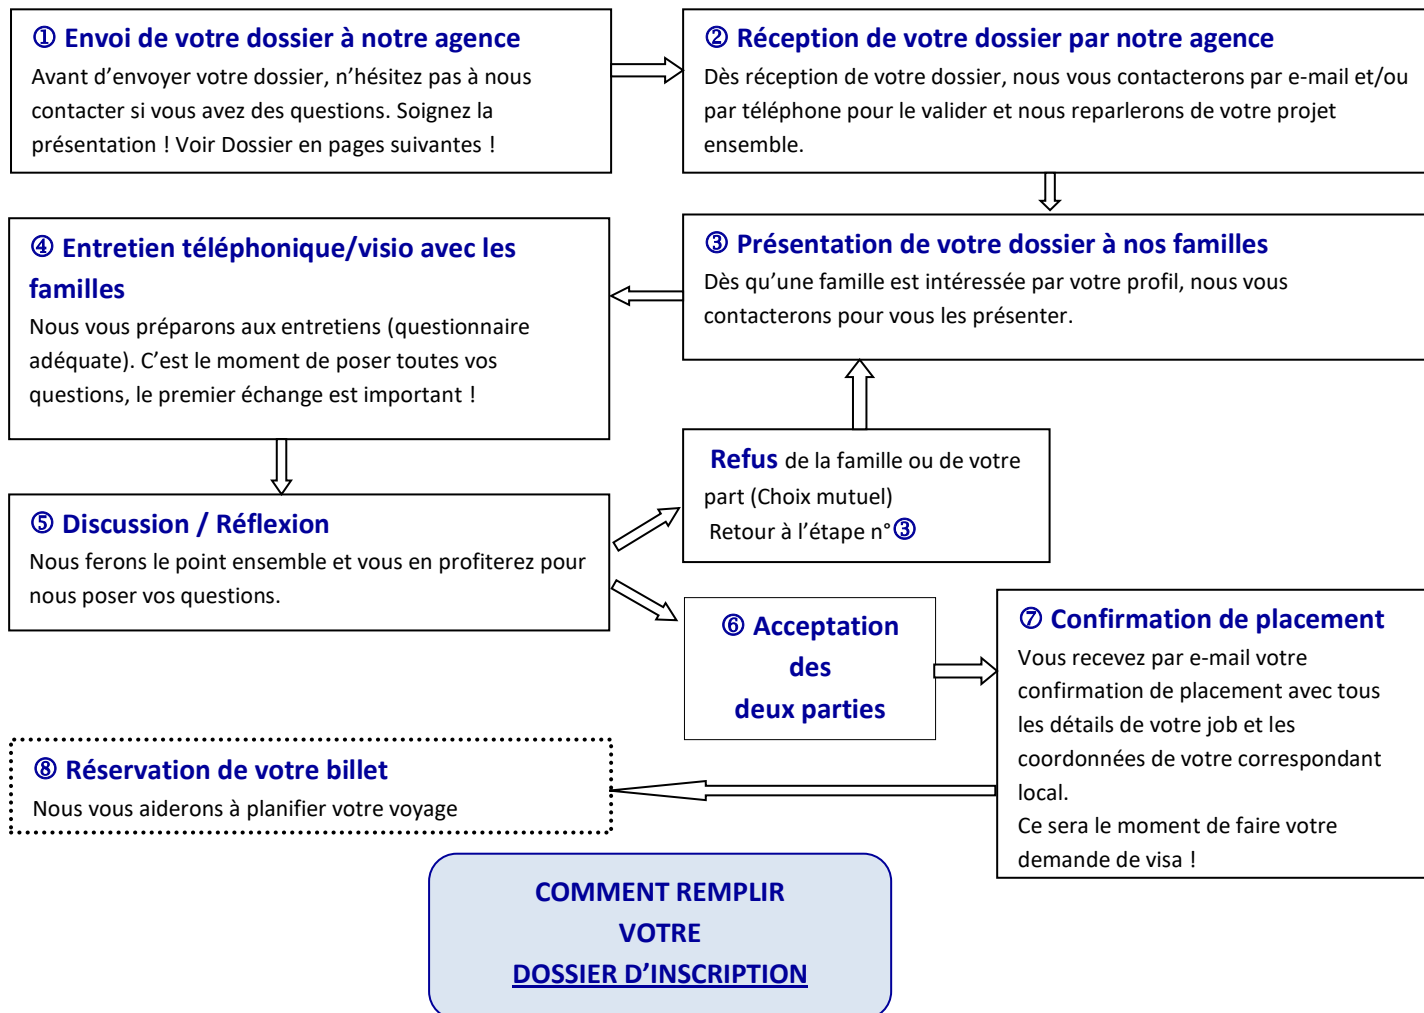 ① Envoi de votre dossier à notre agence
Avant d’envoyer votre dossier, n’hésitez pas à nous
contacter si vous avez des questions. Soignez la
présentation ! Voir Dossier en pages suivantes !
② Réception de votre dossier par notre agence
Dès réception de votre dossier, nous vous contacterons par e-mail et/ou
par téléphone pour le valider et nous reparlerons de votre projet
ensemble.
③ Présentation de votre dossier à nos familles
Dès qu’une famille est intéressée par votre profil, nous vous
contacterons pour vous les présenter.
④ Entretien téléphonique/visio avec les
familles
Nous vous préparons aux entretiens (questionnaire
adéquate). C’est le moment de poser toutes vos
questions, le premier échange est important !
⑤ Discussion / Réflexion
Nous ferons le point ensemble et vous en profiterez pour
nous poser vos questions.
Refus de la famille ou de votre
part (Choix mutuel)
Retour à l’étape n°③
⑥ Acceptation
des
deux parties
⑦ Confirmation de placement
Vous recevez par e-mail votre
confirmation de placement avec tous
les détails de votre job et les
coordonnées de votre correspondant
local.
Ce sera le moment de faire votre
demande de visa !
⑧ Réservation de votre billet
Nous vous aiderons à planifier votre voyage
COMMENT REMPLIR
VOTRE
DOSSIER D’INSCRIPTION